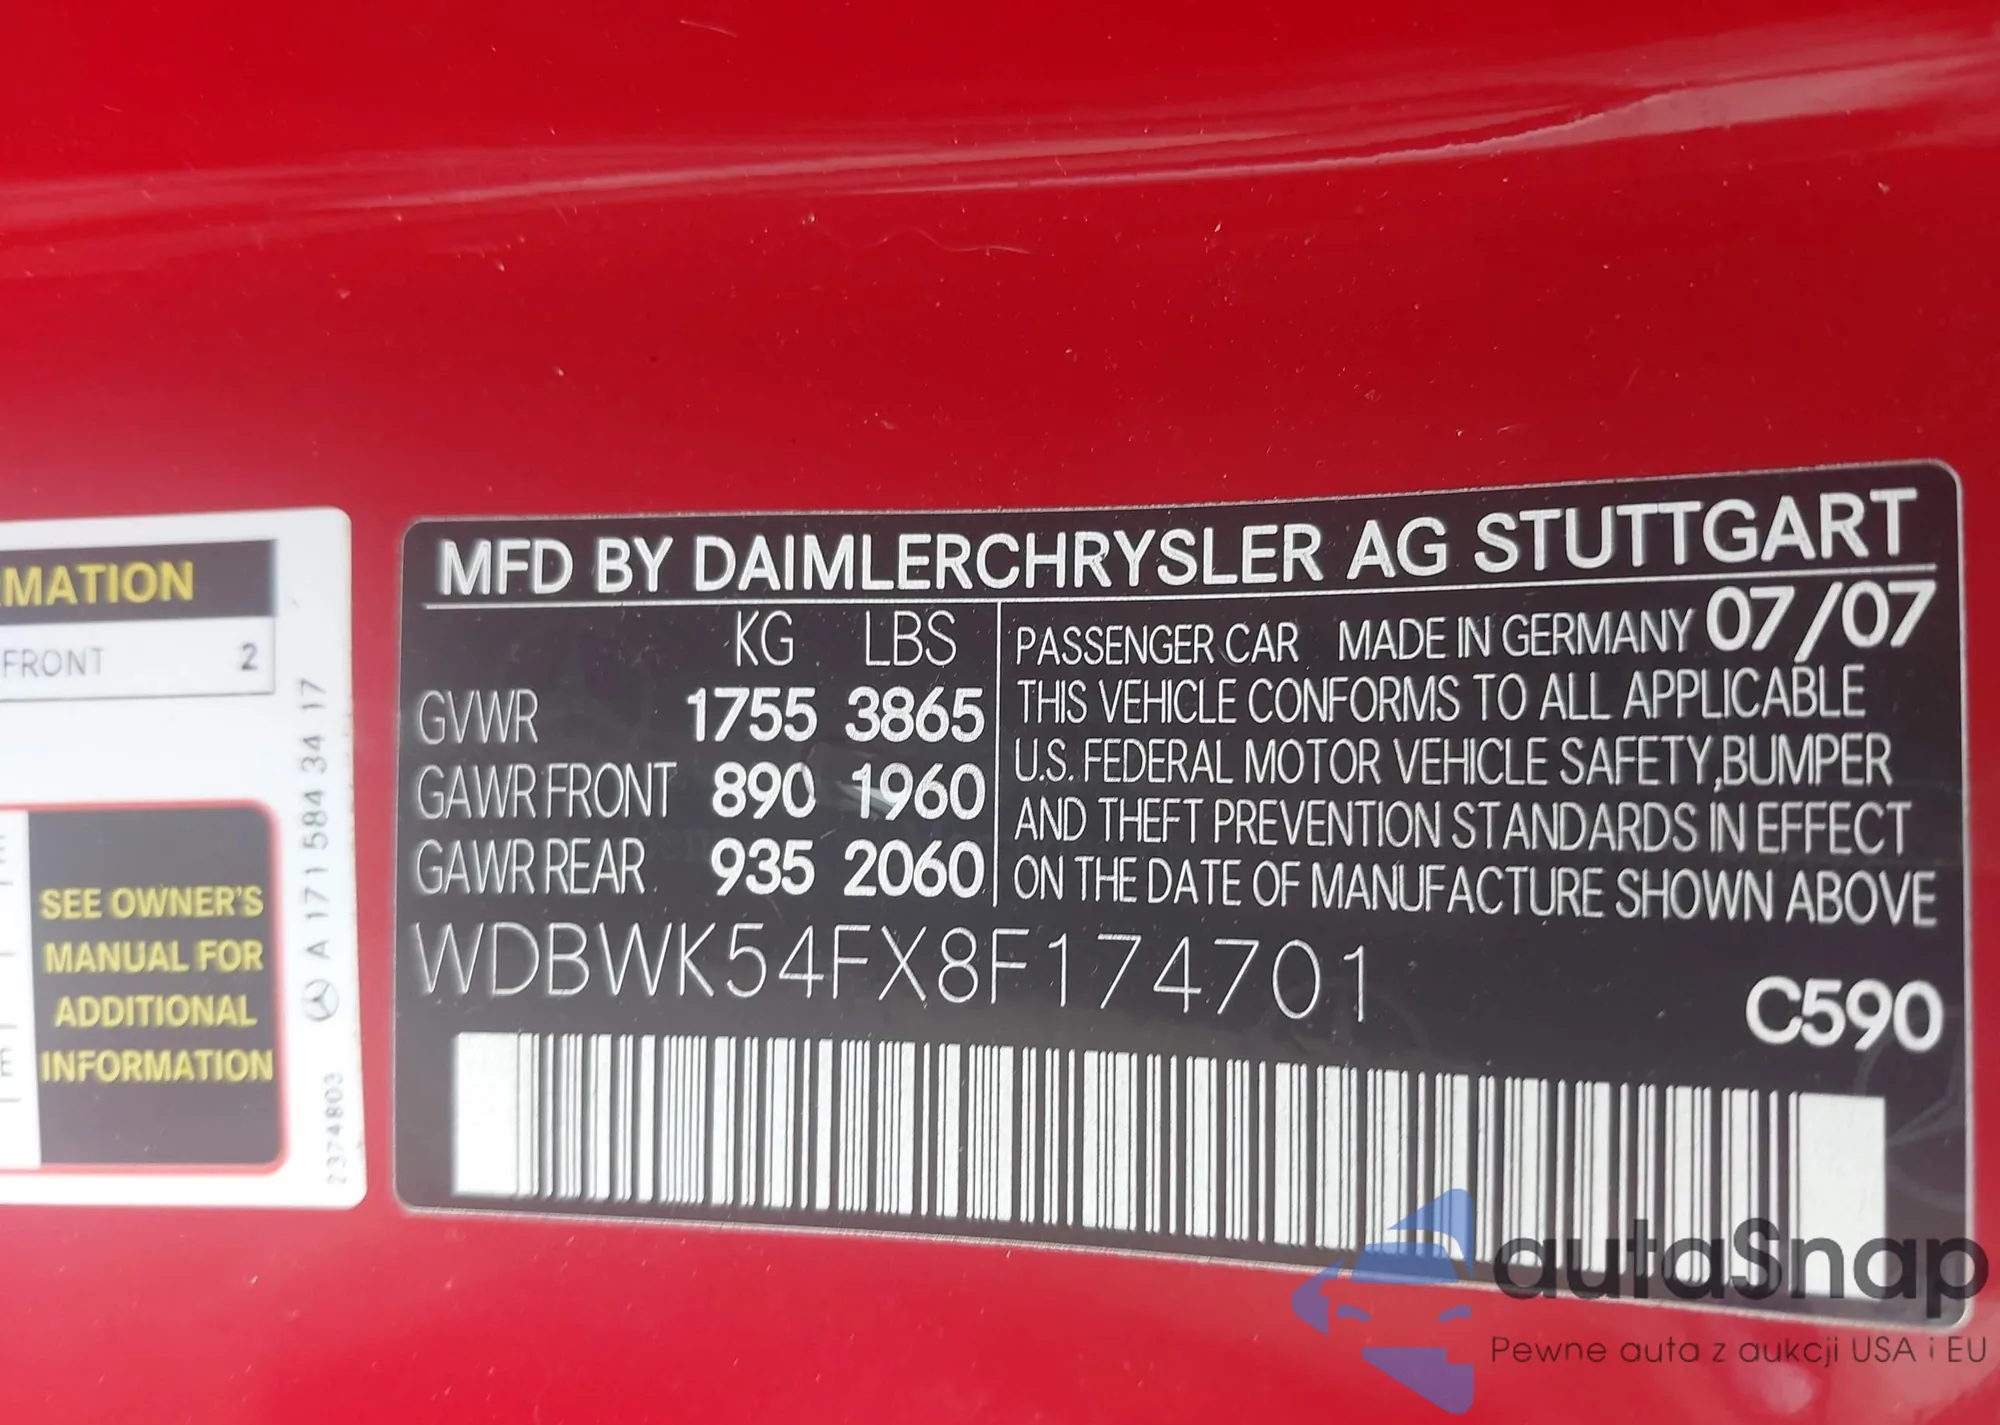 RMATION
FRONT 2
SEE OWNER'S
MANUAL FOR
ADDITIONAL
INFORMATION
A 171 584 34 17
23748803
MFD BY DAIMLERCHRYSLER AG STUTTGART
KG LBS
GVWR 1755 3865
GAWR FRONT 890 1960
GAWR REAR 935 2060
PASSENGER CAR MADE IN GERMANY 07/07
THIS VEHICLE CONFORMS TO ALL APPLICABLE
U.S. FEDERAL MOTOR VEHICLE SAFETY,BUMPER
AND THEFT PREVENTION STANDARDS IN EFFECT
ON THE DATE OF MANUFACTURE SHOWN ABOVE
WDBWK54FX8F174701
C590
autaSnap
Pewne auta z aukcji USA i EU